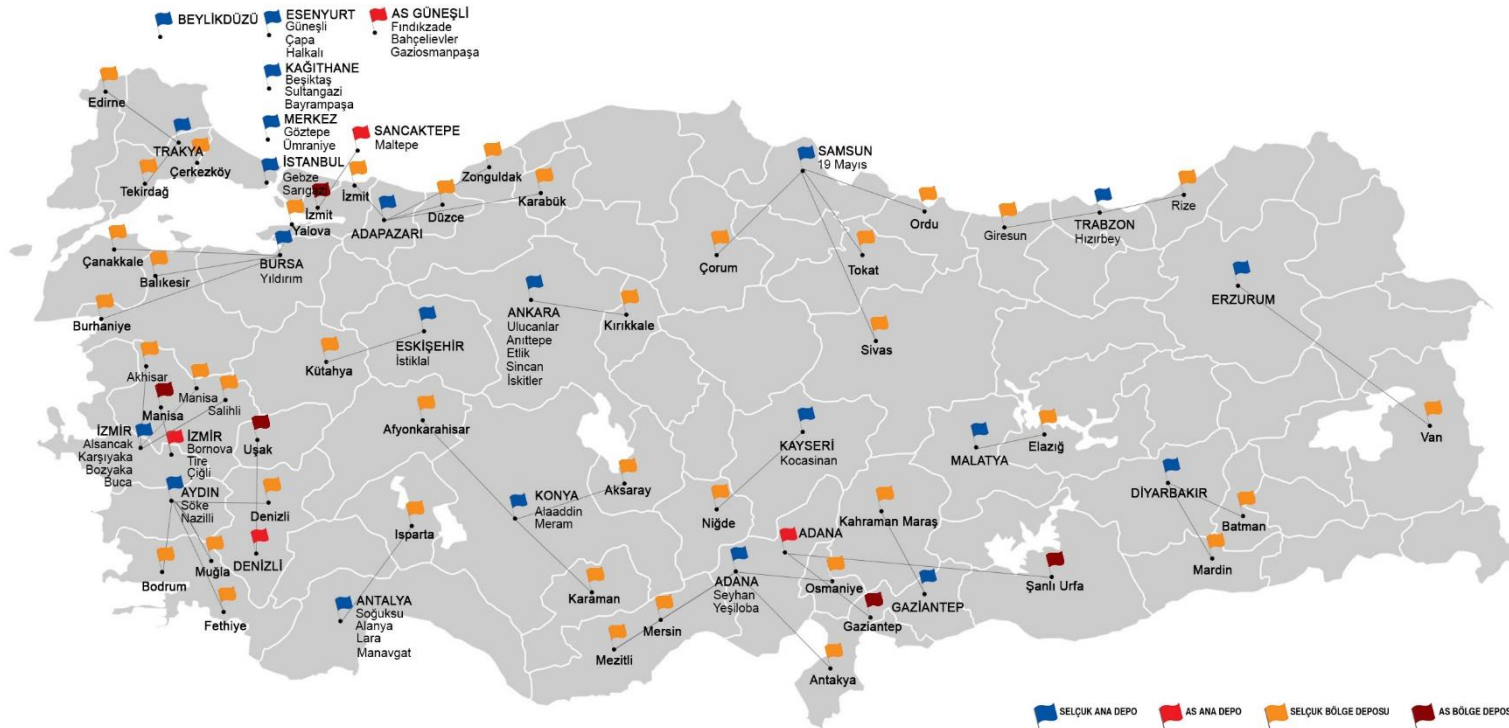 BEYLİKDÜZÜ
ESENYURT
Güneşli
Çapa
Halkalı
AS GÜNEŞLİ
Fındıkzade
Bahçelievler
Gaziosmanpaşa
KAĞITHANE
Beşiktaş
Sultangazi
Bayrampaşa
MERKEZ
Göztepe
Ümraniye
İSTANBUL
Gebze
Sarıgazi
SANCAKTEPE
Maltepe
Edirne
TRAKYA
Çerkezköy
Tekirdağ
İzmit
İzmit
Yalova
ADAPAZARI
Düzce
Zonguldak
Karabük
SAMSUN
19 Mayıs
Ordu
Giresun
TRABZON
Hızırbey
Rize
Çanakkale
Balıkesir
BURSA
Yıldırım
Burhaniye
Çorum
Tokat
Sivas
ERZURUM
Van
ANKARA
Ulucanlar
Anıttepe
Etlik
Sincan
İskitler
Kırıkkale
ESKİŞEHİR
İstiklal
Kütahya
Akhisar
Manisa
Manisa
Salihli
İZMİR
Alsancak
Karşıyaka
Bozyaka
Buca
İZMİR
Bornova
Tire
Çiğli
Uşak
Afyonkarahisar
KAYSERİ
Kocasinan
MALATYA
Elazığ
AYDIN
Söke
Nazilli
Denizli
DENİZLİ
Bodrum
Muğla
Fethiye
Isparta
KONYA
Alaaddin
Meram
Aksaray
Niğde
Kahraman Maraş
DİYARBAKIR
Batman
Mardin
ANTALYA
Soğuksu
Alanya
Lara
Manavgat
Karaman
Mersin
Mezitli
ADANA
Seyhan
Yeşiloba
ADANA
Osmaniye
Gaziantep
GAZİANTEP
Şanlı Urfa
Antakya
SELÇUK ANA DEPO
AS ANA DEPO
SELÇUK BÖLGE DEPOSU
AS BÖLGE DEPOS